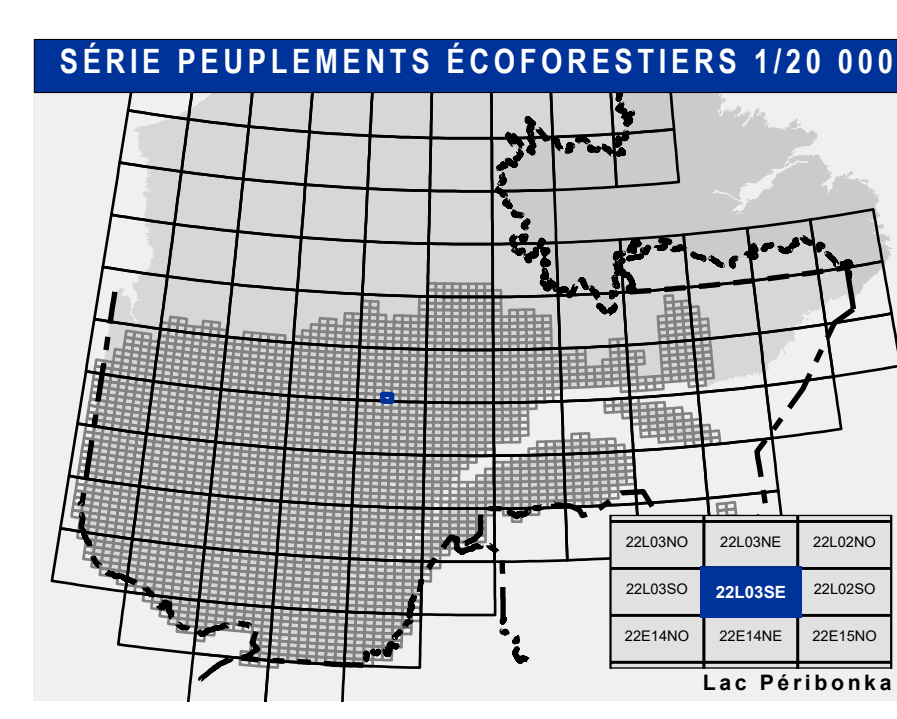 SÉRIE PEUPLEMENTS ÉCOFORESTIERS 1/20 000
22L03NO 22L03NE 22L02NO
22L03SO 22L03SE 22L02SO
22E14NO 22E14NE 22E15NO
Lac Péribonka